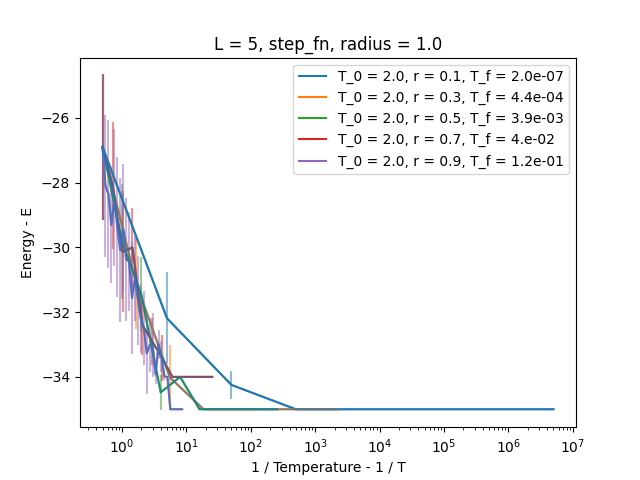 L = 5, step_fn, radius = 1.0
T_0 = 2.0, r = 0.1, T_f = 2.0e-07
T_0 = 2.0, r = 0.3, T_f = 4.4e-04
T_0 = 2.0, r = 0.5, T_f = 3.9e-03
T_0 = 2.0, r = 0.7, T_f = 4.e-02
T_0 = 2.0, r = 0.9, T_f = 1.2e-01
Energy - E
−26
−28
−30
−32
−34
10⁰ 10¹ 10² 10³ 10⁴ 10⁵ 10⁶ 10⁷
1 / Temperature - 1 / T